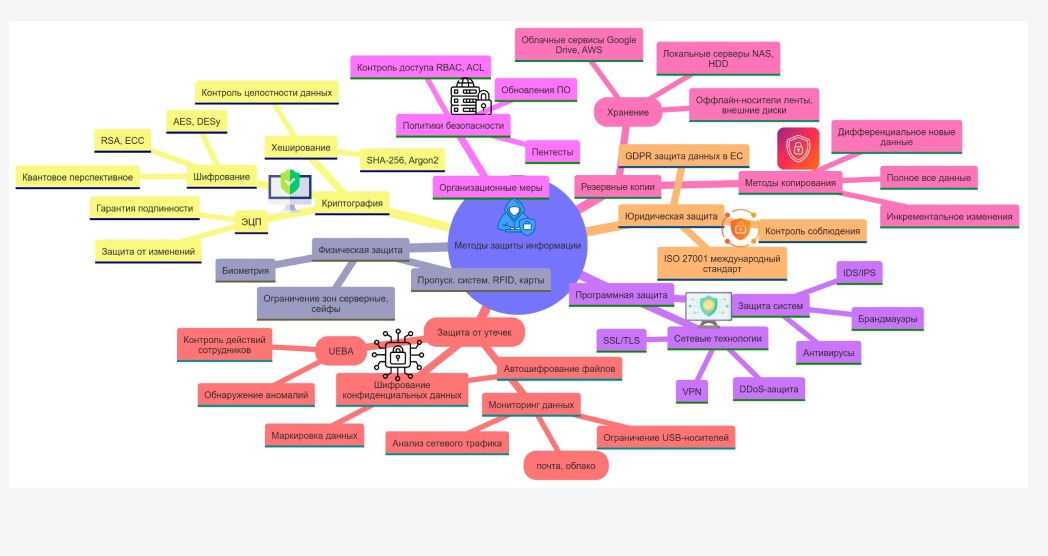 Облачные сервисы Google
Drive, AWS
Локальные серверы NAS,
HDD
Контроль доступа RBAC, ACL
Обновления ПО
Контроль целостности данных
Хранение
Оффлайн-носители ленты,
внешние диски
AES, DESу
Политики безопасности
Дифференциальное новые
данные
RSA, ECC
Хеширование
SHA-256, Argon2
Пентесты
GDPR защита данных в ЕС
Квантовое перспективное
Шифрование
Организационные меры
Резервные копии
Методы копирования
Полное все данные
Гарантия подлинности
ЭЦП
Криптография
Юридическая защита
Контроль соблюдения
Инкрементальное изменения
Защита от изменений
Физическая защита
Методы защиты информации
ISO 27001 международный
стандарт
Биометрия
Пропуск. систем. RFID, карты
IDS/IPS
Ограничение зон серверные,
сейфы
Программная защита
Защита систем
Брандмауэры
Контроль действий
сотрудников
UEBA
Защита от утечек
SSL/TLS
Сетевые технологии
Антивирусы
Автошифрование файлов
Обнаружение аномалий
Шифрование
конфиденциальных данных
VPN
DDoS-защита
Мониторинг данных
Маркировка данных
Анализ сетевого трафика
Ограничение USB-носителей
почта, облако